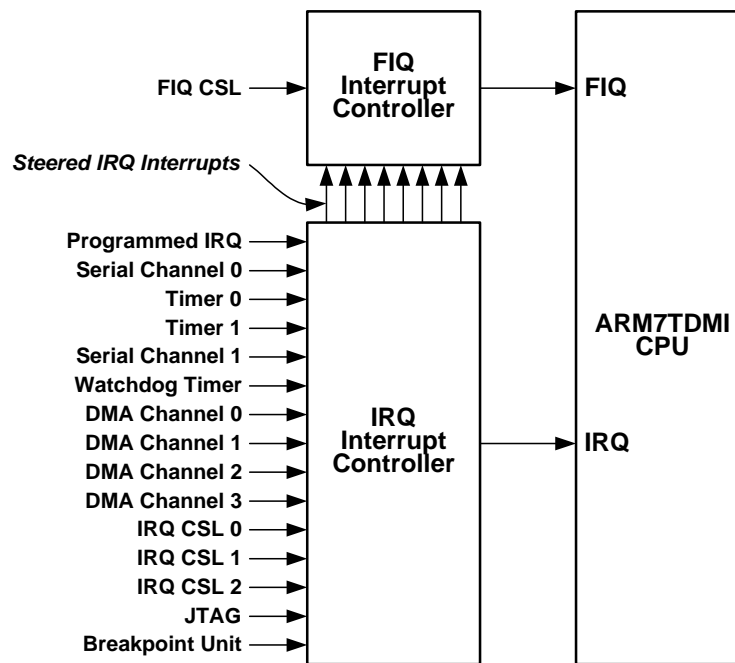 FIQ
Interrupt
Controller
FIQ CSL
FIQ
Steered IRQ Interrupts
Programmed IRQ
Serial Channel 0
Timer 0
Timer 1
Serial Channel 1
Watchdog Timer
DMA Channel 0
DMA Channel 1
DMA Channel 2
DMA Channel 3
IRQ CSL 0
IRQ CSL 1
IRQ CSL 2
JTAG
Breakpoint Unit
IRQ
Interrupt
Controller
IRQ
ARM7TDMI
CPU